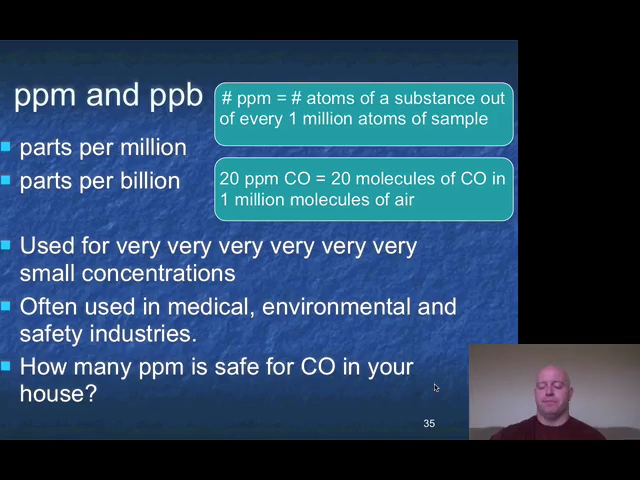 ppm and ppb
# ppm = # atoms of a substance out
of every 1 million atoms of sample
parts per million
parts per billion
20 ppm CO = 20 molecules of CO in
1 million molecules of air
Used for very very very very very very
small concentrations
Often used in medical, environmental and
safety industries.
How many ppm is safe for CO in your
house?
35